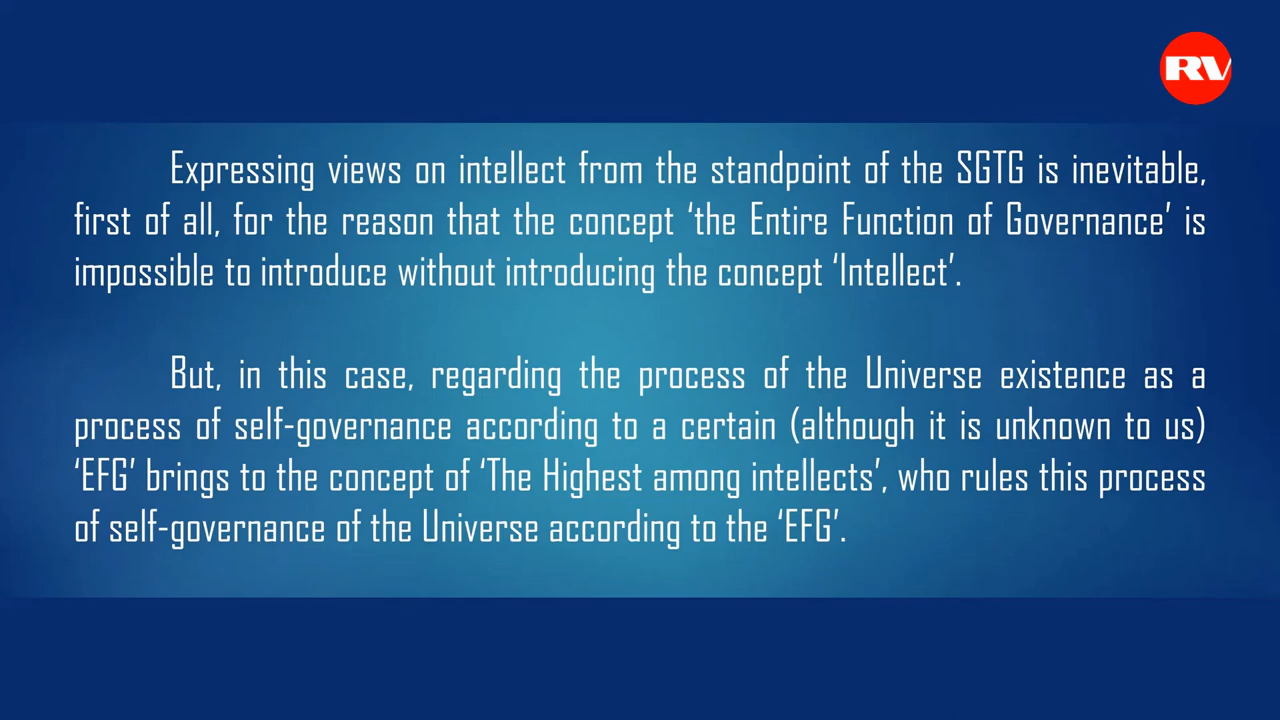 RV
Expressing views on intellect from the standpoint of the SGTG is inevitable,
first of all, for the reason that the concept ‘the Entire Function of Governance’ is
impossible to introduce without introducing the concept ‘Intellect’.
But, in this case, regarding the process of the Universe existence as a
process of self-governance according to a certain (although it is unknown to us)
‘EFG’ brings to the concept of ‘The Highest among intellects’, who rules this process
of self-governance of the Universe according to the ‘EFG’.